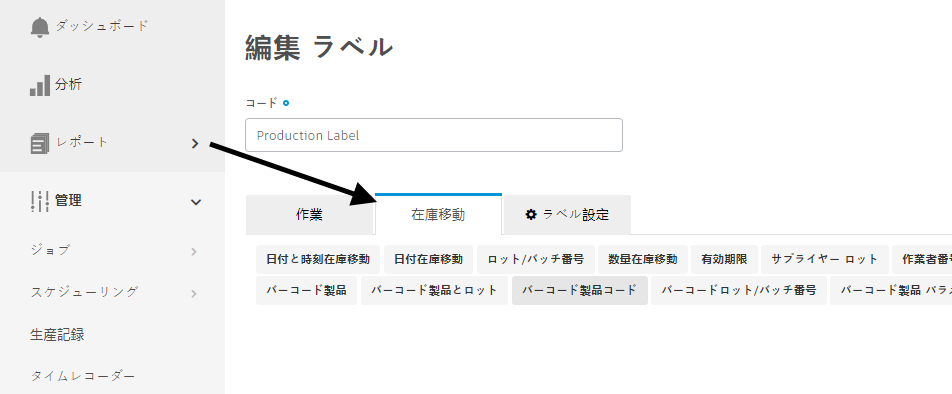 ダッシュボード
分析
レポート
管理
ジョブ
スケジューリング
生産記録
タイムレコーダー
編集 ラベル
コード
Production Label
作業 在庫移動 ラベル設定
日付と時刻在庫移動 日付在庫移動 ロット/バッチ番号 数量在庫移動 有効期限 サプライヤー ロット 作業者番
バーコード製品 バーコード製品とロット バーコード製品コード バーコードロット/バッチ番号 バーコード製品 パラ